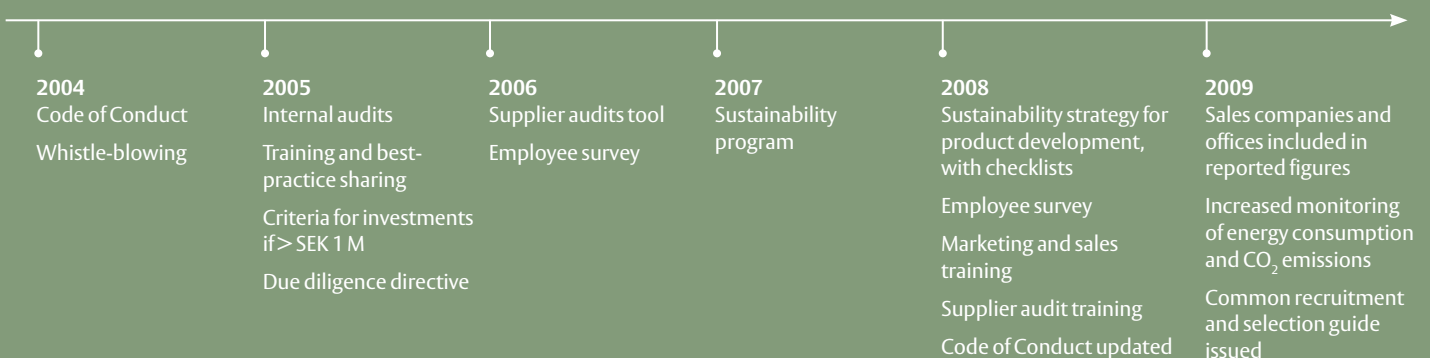 2004
Code of Conduct
Whistle-blowing
2005
Internal audits
Training and best-
practice sharing
Criteria for investments
if > SEK 1 M
Due diligence directive
2006
Supplier audits tool
Employee survey
2007
Sustainability
program
2008
Sustainability strategy for
product development,
with checklists
Employee survey
Marketing and sales
training
Supplier audit training
Code of Conduct updated
2009
Sales companies and
offices included in
reported figures
Increased monitoring
of energy consumption
and CO₂ emissions
Common recruitment
and selection guide
issued